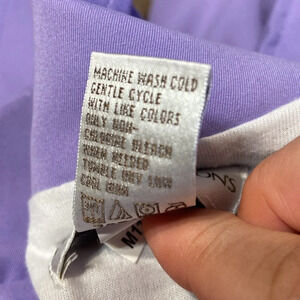 MACHINE WASH COLD
GENTLE CYCLE
WITH LIKE COLORS
ONLY NON-
CHLORINE BLEACH
WHEN NEEDED
TUMBLE DRY LOW
COOL IRON